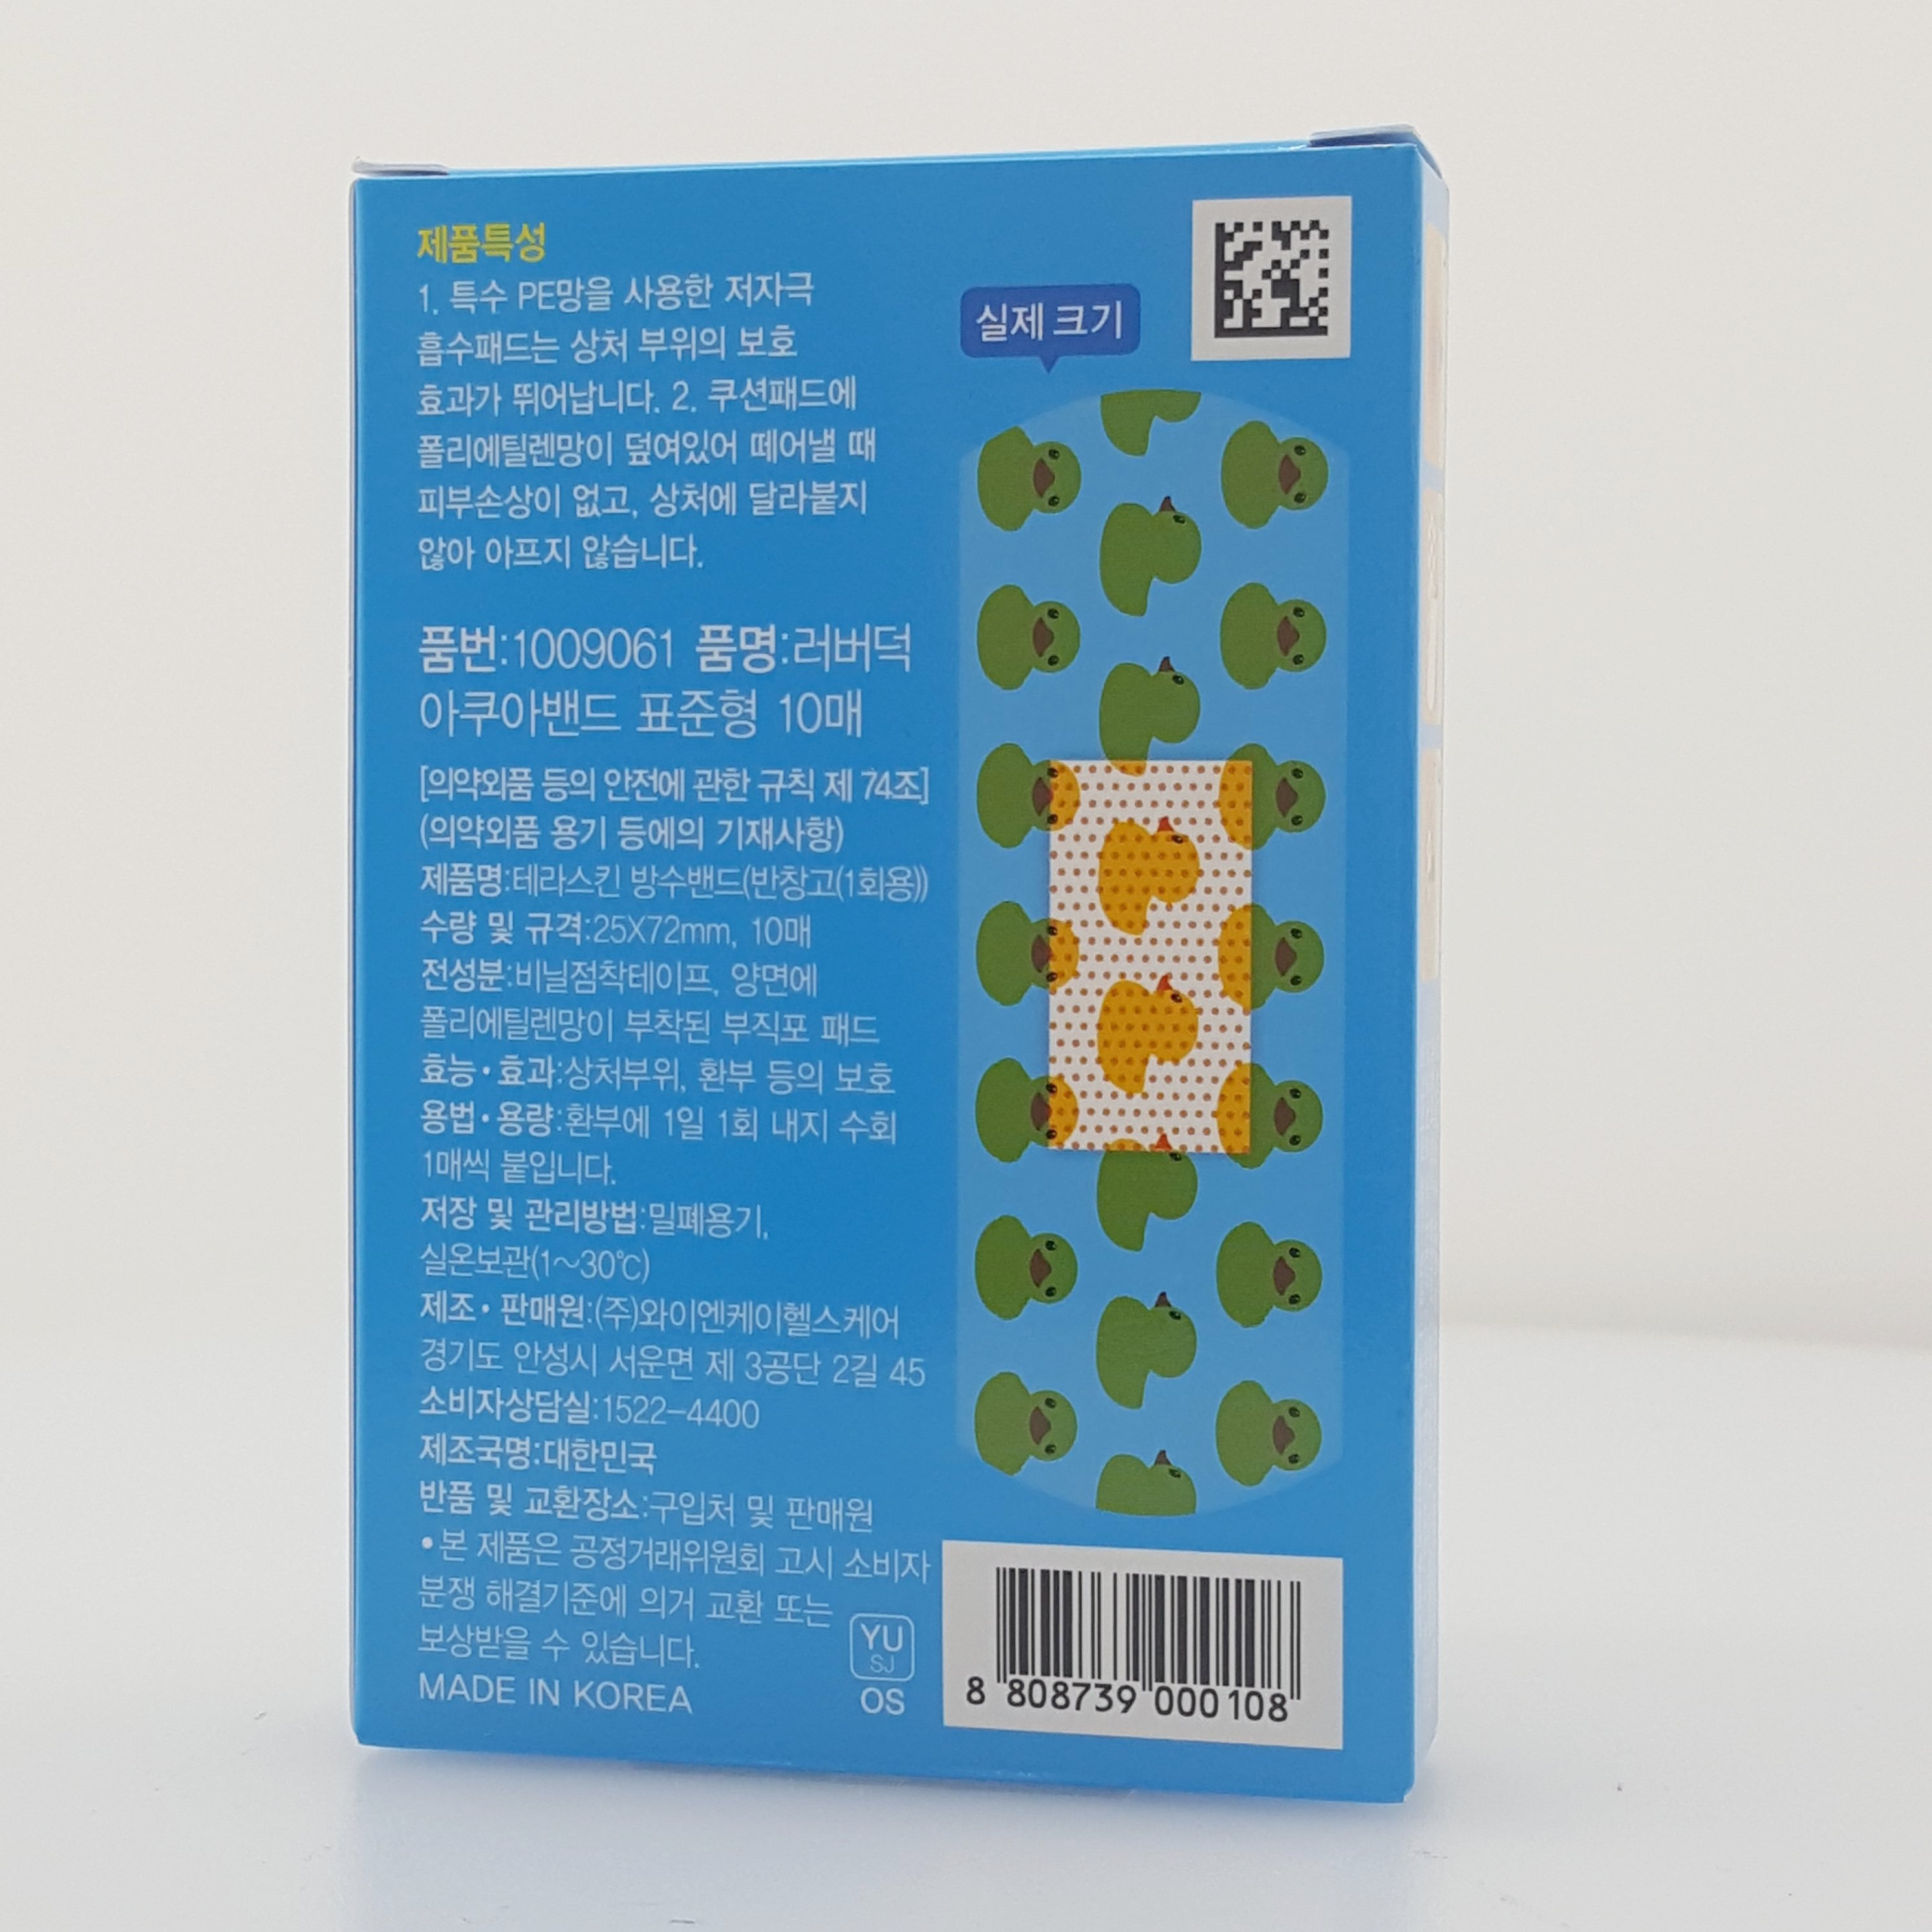 제품특성
1. 특수 PE망을 사용한 저자극
흡수패드는 상처 부위의 보호
효과가 뛰어납니다. 2. 쿠션패드에
폴리에틸렌망이 덮여있어 떼어낼 때
피부손상이 없고, 상처에 달라붙지
않아 아프지 않습니다.
품번:1009061 품명:러버덕
아쿠아밴드 표준형 10매
[의약외품 등의 안전에 관한 규칙 제 74조]
(의약외품 용기 등에의 기재사항)
제품명:테라스킨 방수밴드(반창고(1회용))
수량 및 규격:25X72mm, 10매
전성분:비닐점착테이프, 양면에
폴리에틸렌망이 부착된 부직포 패드
효능•효과:상처부위, 환부 등의 보호
용법•용량:환부에 1일 1회 내지 수회
1매씩 붙입니다.
저장 및 관리방법:밀폐용기,
실온보관(1~30℃)
제조•판매원:(주)와이엔케이헬스케어
경기도 안성시 서운면 제 3공단 2길 45
소비자상담실:1522-4400
제조국명:대한민국
반품 및 교환장소:구입처 및 판매원
•본 제품은 공정거래위원회 고시 소비자
분쟁 해결기준에 의거 교환 또는
보상받을 수 있습니다.
MADE IN KOREA
YU
SJ
OS
실제 크기
8 808739 000108